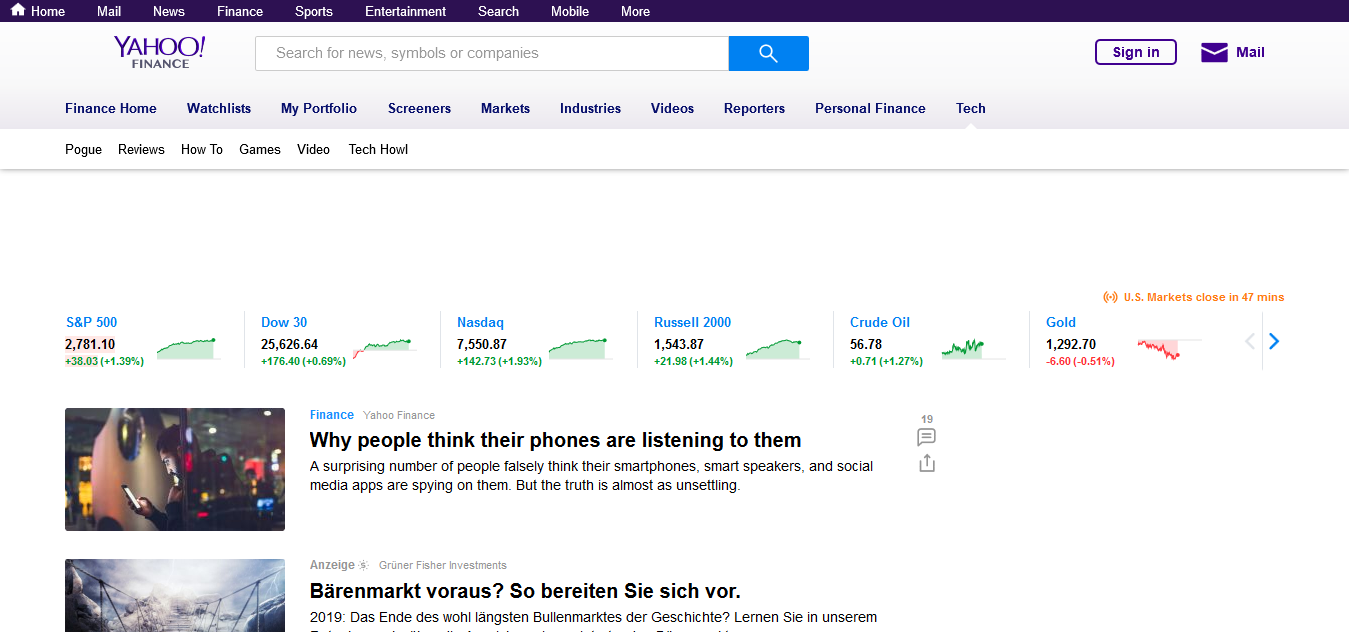 Home Mail News Finance Sports Entertainment Search Mobile More
YAHOO!
FINANCE
Search for news, symbols or companies
Sign in
Mail
Finance Home Watchlists My Portfolio Screeners Markets Industries Videos Reporters Personal Finance Tech
Pogue Reviews How To Games Video Tech Howl
U.S. Markets close in 47 mins
S&P 500
2,781.10
+38.03 (+1.39%)
Dow 30
25,626.64
+176.40 (+0.69%)
Nasdaq
7,550.87
+142.73 (+1.93%)
Russell 2000
1,543.87
+21.98 (+1.44%)
Crude Oil
56.78
+0.71 (+1.27%)
Gold
1,292.70
-6.60 (-0.51%)
Finance Yahoo Finance
Why people think their phones are listening to them
A surprising number of people falsely think their smartphones, smart speakers, and social
media apps are spying on them. But the truth is almost as unsettling.
19
Anzeige Grüner Fisher Investments
Bärenmarkt voraus? So bereiten Sie sich vor.
2019: Das Ende des wohl längsten Bullenmarktes der Geschichte? Lernen Sie in unserem